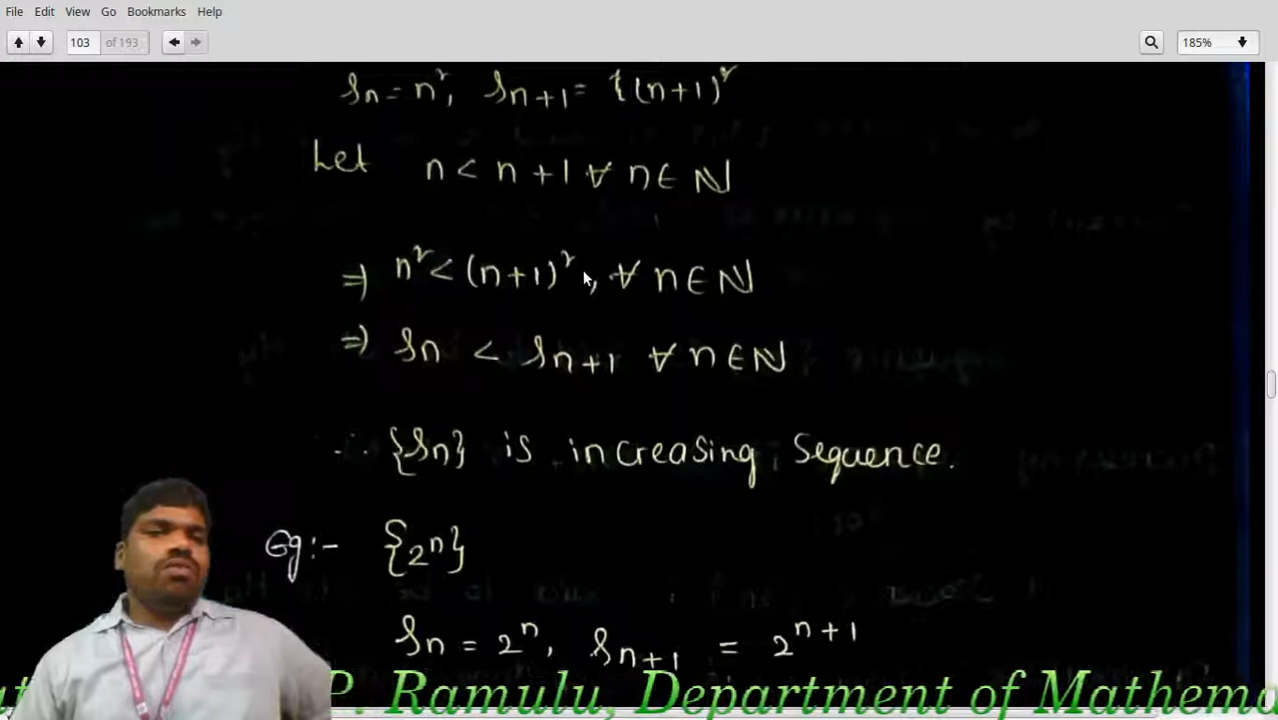 File Edit View Go Bookmarks Help
103 of 193 185%
Sn = n², Sn+1 = {(n+1)²
Let n < n+1 ∀ n ∈ ℕ
⇒ n² < (n+1)², ∀ n ∈ ℕ
⇒ Sn < Sn+1 ∀ n ∈ ℕ
∴ {Sn} is increasing sequence.
Eg:- {2ⁿ}
Sn = 2ⁿ, Sn+1 = 2ⁿ⁺¹
P. Ramulu, Department of Mathema